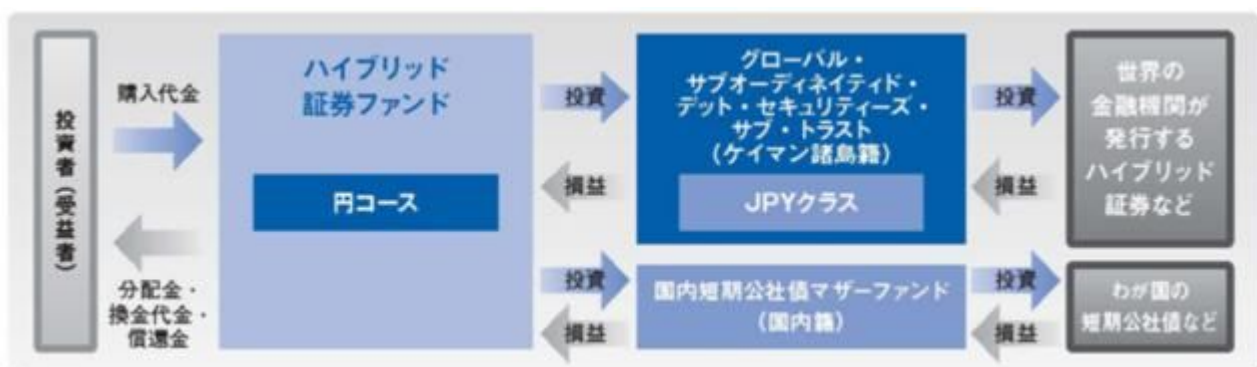 投資者(受益者)
購入代金
分配金・
換金代金・
償還金
ハイブリッド
証券ファンド
円コース
投資
損益
投資
損益
グローバル・
サブオーディネイティド・
デット・セキュリティーズ・
サブ・トラスト
(ケイマン諸島籍)
JPYクラス
国内短期公社債マザーファンド
(国内籍)
投資
損益
投資
損益
世界の
金融機関が
発行する
ハイブリッド
証券など
わが国の
短期公社債など